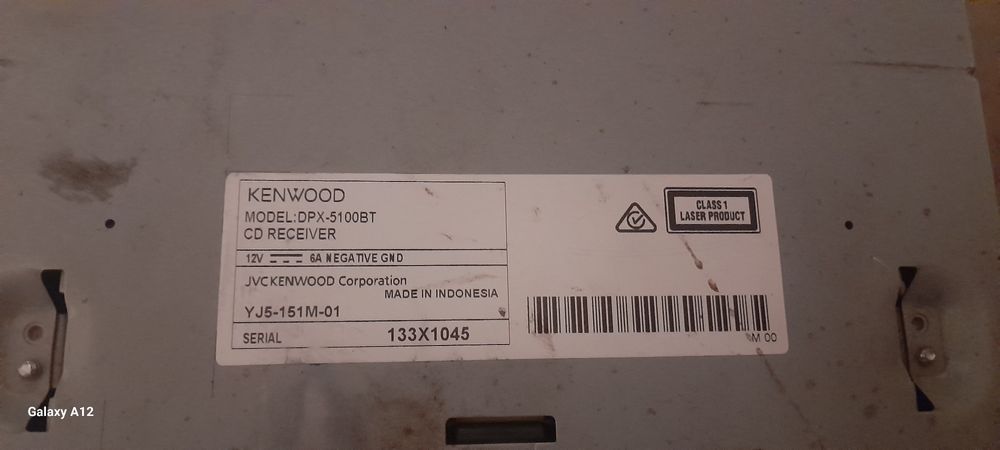 KENWOOD
MODEL:DPX-5100BT
CD RECEIVER
12V 6A NEGATIVE GND
JVCKENWOOD Corporation
MADE IN INDONESIA
YJ5-151M-01
SERIAL 133X1045
CLASS 1
LASER PRODUCT
M 00
Galaxy A12